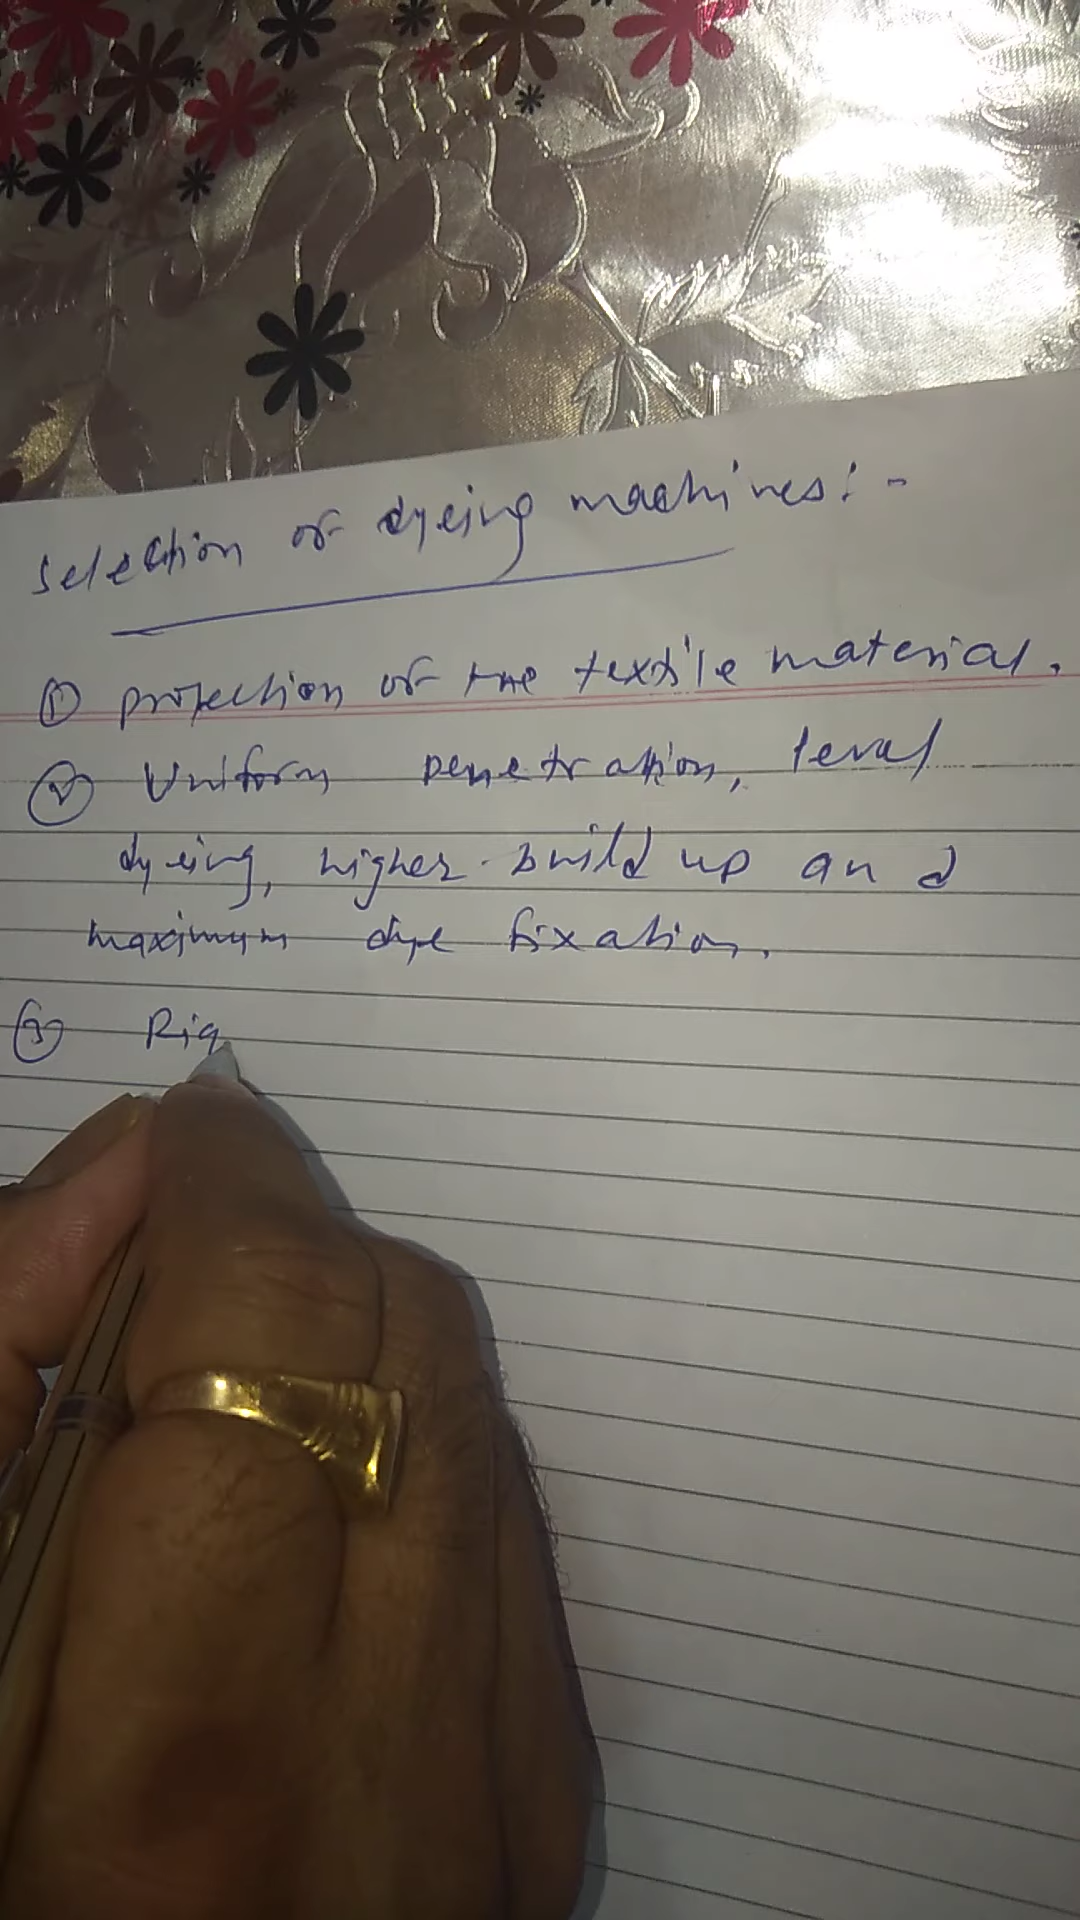 Selection of dyeing machines:-
① protection of the textile material.
② Uniform penetration, leval
dyeing, higher build up and
maximum dye fixation.
③ Rig